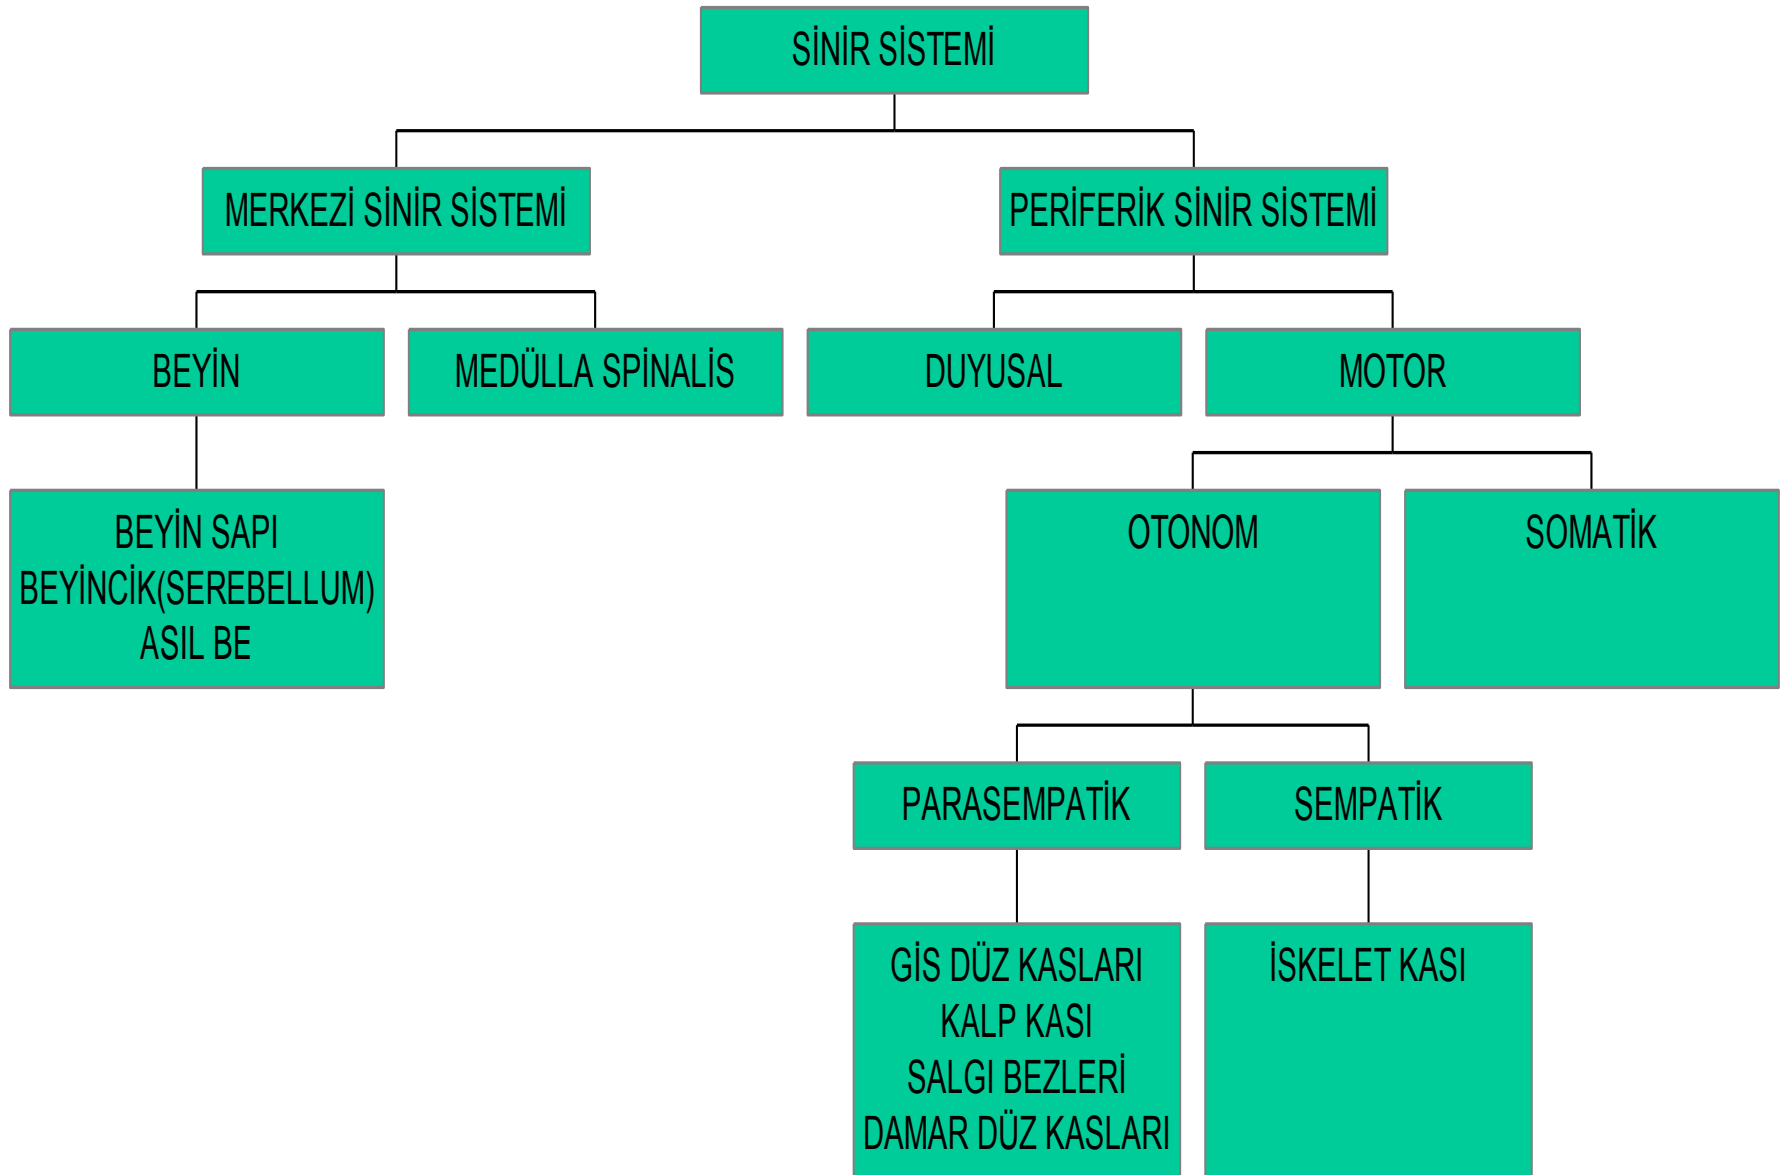 SİNİR SİSTEMİ
MERKEZİ SİNİR SİSTEMİ
PERİFERİK SİNİR SİSTEMİ
BEYİN
MEDÜLLA SPİNALİS
DUYUSAL
MOTOR
BEYİN SAPI
BEYİNCİK(SEREBELLUM)
ASIL BE
OTONOM
SOMATİK
PARASEMPATİK
SEMPATİK
GİS DÜZ KASLARI
KALP KASI
SALGI BEZLERİ
DAMAR DÜZ KASLARI
İSKELET KASI